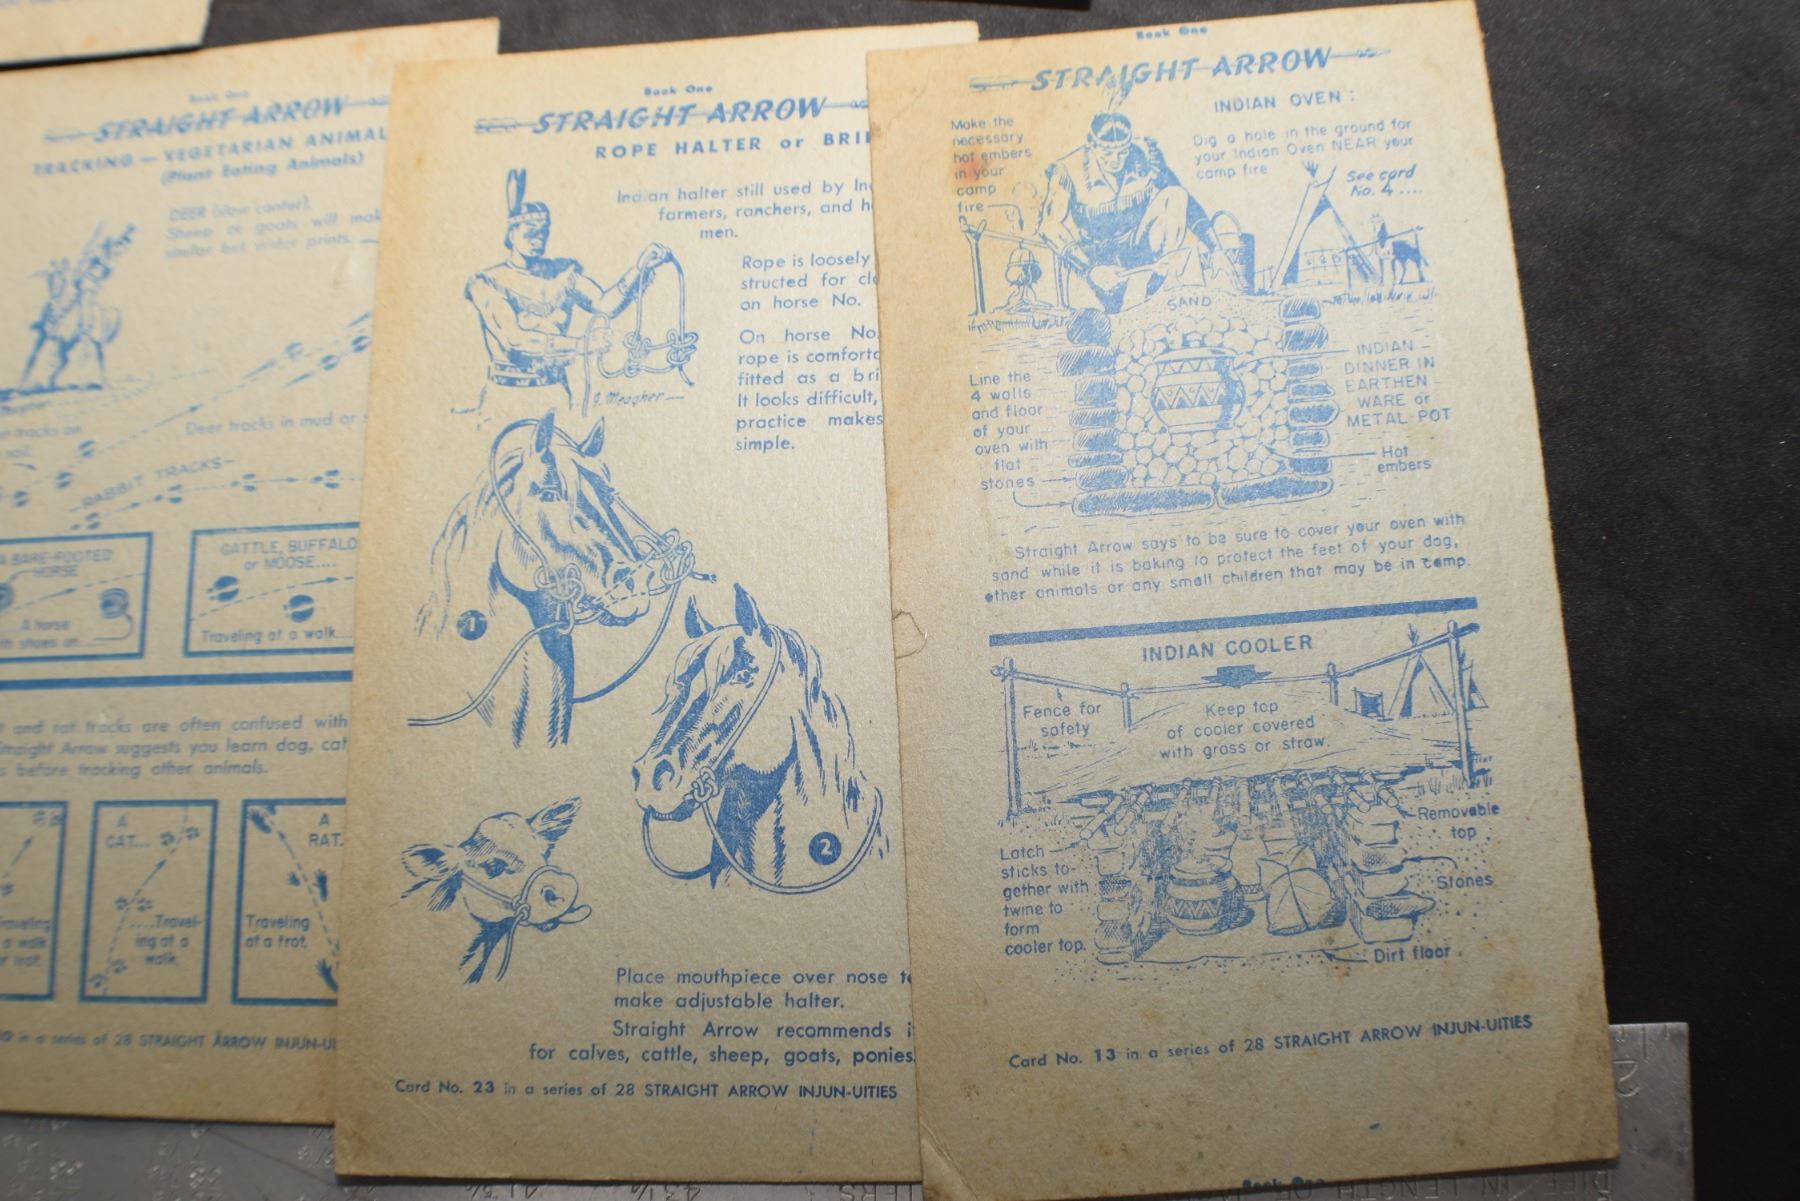 Book One
STRAIGHT ARROW
TRACKING — VEGETARIAN ANIMAL
(Plant Eating Animals)
DEER (slow canter).
Sheep or goats will mak
similar but wider prints.
tracks on
Deer tracks in mud or
RABBIT TRACKS—
A BARE-FOOTED
HORSE
A horse
th shoes on
CATTLE, BUFFALO
or MOOSE....
Traveling at a walk...
and rat tracks are often confused with
Straight Arrow suggests you learn dog, cat
before tracking other animals.
Traveling
a walk
or trot.
A
CAT...
....Travel-
ing at a
walk.
A
RAT.
Traveling
at a trot.
in a series of 28 STRAIGHT ARROW INJUN-UI
Book One
STRAIGHT ARROW
ROPE HALTER or BRI
Indian halter still used by In
farmers, ranchers, and h
men.
Rope is loosely
structed for cl
on horse No.
On horse No.
rope is comforta
fitted as a bri
It looks difficult,
practice makes
simple.
J. Meagher
1
2
Place mouthpiece over nose t
make adjustable halter.
Straight Arrow recommends i
for calves, cattle, sheep, goats, ponies.
Card No. 23 in a series of 28 STRAIGHT ARROW INJUN-UITIES
Book One
STRAIGHT ARROW
INDIAN OVEN :
Make the
necessary
hot embers
in your
camp
fire
Dig a hole in the ground for
your Indian Oven NEAR your
camp fire
See card
No. 4 ....
SAND
Line the
4 walls
and floor
of your
oven with
flat
stones
INDIAN
DINNER IN
EARTHEN-
WARE or
METAL POT
Hot
embers
Straight Arrow says to be sure to cover your oven with
sand while it is baking to protect the feet of your dog,
other animals or any small children that may be in camp.
INDIAN COOLER
Fence for
safety
Keep top
of cooler covered
with grass or straw.
Removable
top
Latch
sticks to-
gether with
twine to
form
cooler top.
Stones
Dirt floor
Card No. 13 in a series of 28 STRAIGHT ARROW INJUN-UITIES
Book One